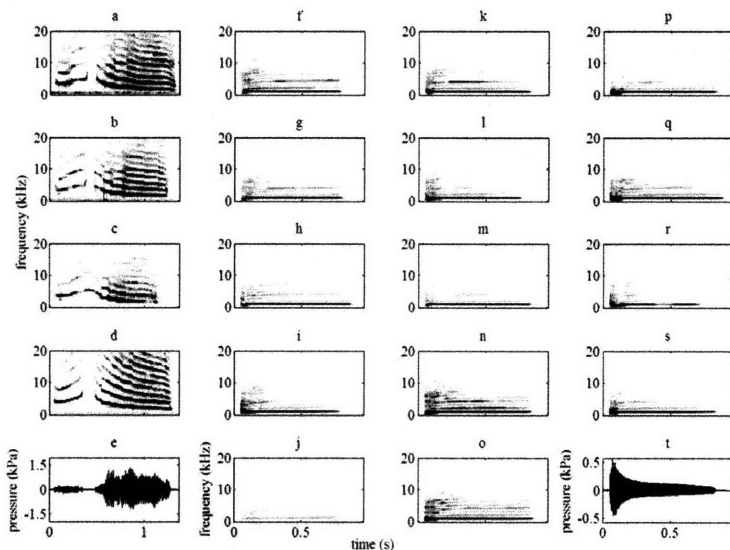 a f k p
20 20 20 20
10 10 10 10
0 0 0 0
b g l q
20 20 20 20
10 10 10 10
0 0 0 0
frequency (kHz)
c h m r
20 20 20 20
10 10 10 10
0 0 0 0
d i n s
20 20 20 20
10 10 10 10
0 0 0 0
e j o t
pressure (kPa) 1.5 0 -1.5
frequency (kHz) 20 10 0
20 10 0
pressure (kPa) 0.5 0 -0.5
0 1 0 0.5 0 0.5 0 0.5
time (s)